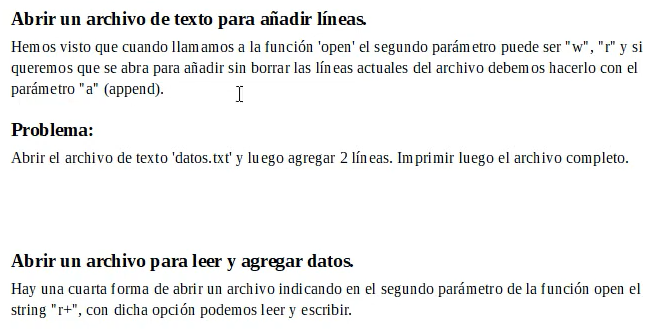 Abrir un archivo de texto para añadir líneas.
Hemos visto que cuando llamamos a la función 'open' el segundo parámetro puede ser "w", "r" y si
queremos que se abra para añadir sin borrar las líneas actuales del archivo debemos hacerlo con el
parámetro "a" (append).
Problema:
Abrir el archivo de texto 'datos.txt' y luego agregar 2 líneas. Imprimir luego el archivo completo.
Abrir un archivo para leer y agregar datos.
Hay una cuarta forma de abrir un archivo indicando en el segundo parámetro de la función open el
string "r+", con dicha opción podemos leer y escribir.